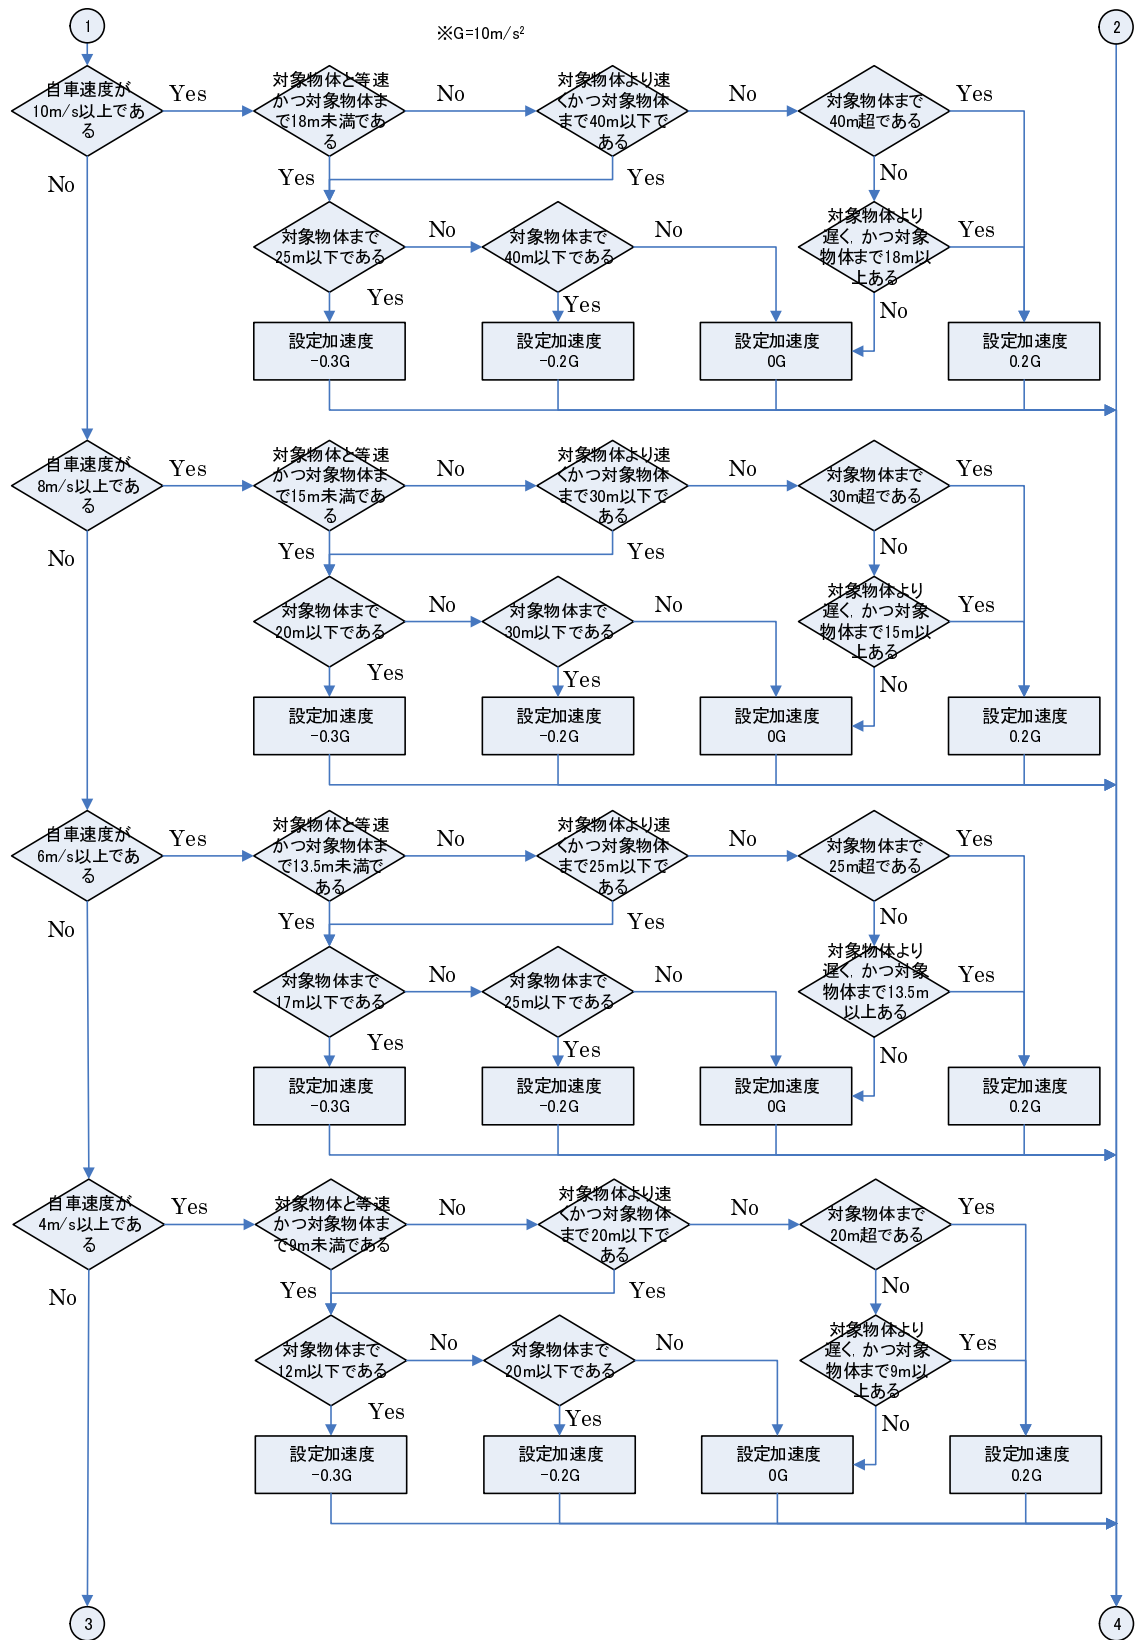 1
※G=10m/s²
2
自車速度が
10m/s以上であ
る
Yes
対象物体と等速
かつ対象物体ま
で18m未満であ
る
No
対象物体より速
くかつ対象物体
まで40m以下で
ある
No
対象物体まで
40m超である
Yes
No
Yes
Yes
No
対象物体まで
25m以下である
No
対象物体まで
40m以下である
No
対象物体より
遅く，かつ対象
物体まで18m以
上ある
Yes
Yes
Yes
No
設定加速度
-0.3G
設定加速度
-0.2G
設定加速度
0G
設定加速度
0.2G
自車速度が
8m/s以上であ
る
Yes
対象物体と等速
かつ対象物体ま
で15m未満であ
る
No
対象物体より速
くかつ対象物体
まで30m以下で
ある
No
対象物体まで
30m超である
Yes
No
Yes
Yes
No
対象物体まで
20m以下である
No
対象物体まで
30m以下である
No
対象物体より
遅く，かつ対象
物体まで15m以
上ある
Yes
Yes
Yes
No
設定加速度
-0.3G
設定加速度
-0.2G
設定加速度
0G
設定加速度
0.2G
自車速度が
6m/s以上であ
る
Yes
対象物体と等速
かつ対象物体ま
で13.5m未満で
ある
No
対象物体より速
くかつ対象物体
まで25m以下で
ある
No
対象物体まで
25m超である
Yes
No
Yes
Yes
No
対象物体まで
17m以下である
No
対象物体まで
25m以下である
No
対象物体より
遅く，かつ対象
物体まで13.5m
以上ある
Yes
Yes
Yes
No
設定加速度
-0.3G
設定加速度
-0.2G
設定加速度
0G
設定加速度
0.2G
自車速度が
4m/s以上であ
る
Yes
対象物体と等速
かつ対象物体ま
で9m未満である
No
対象物体より速
くかつ対象物体
まで20m以下で
ある
No
対象物体まで
20m超である
Yes
No
Yes
Yes
No
対象物体まで
12m以下である
No
対象物体まで
20m以下である
No
対象物体より
遅く，かつ対象
物体まで9m以
上ある
Yes
Yes
Yes
No
設定加速度
-0.3G
設定加速度
-0.2G
設定加速度
0G
設定加速度
0.2G
3
4